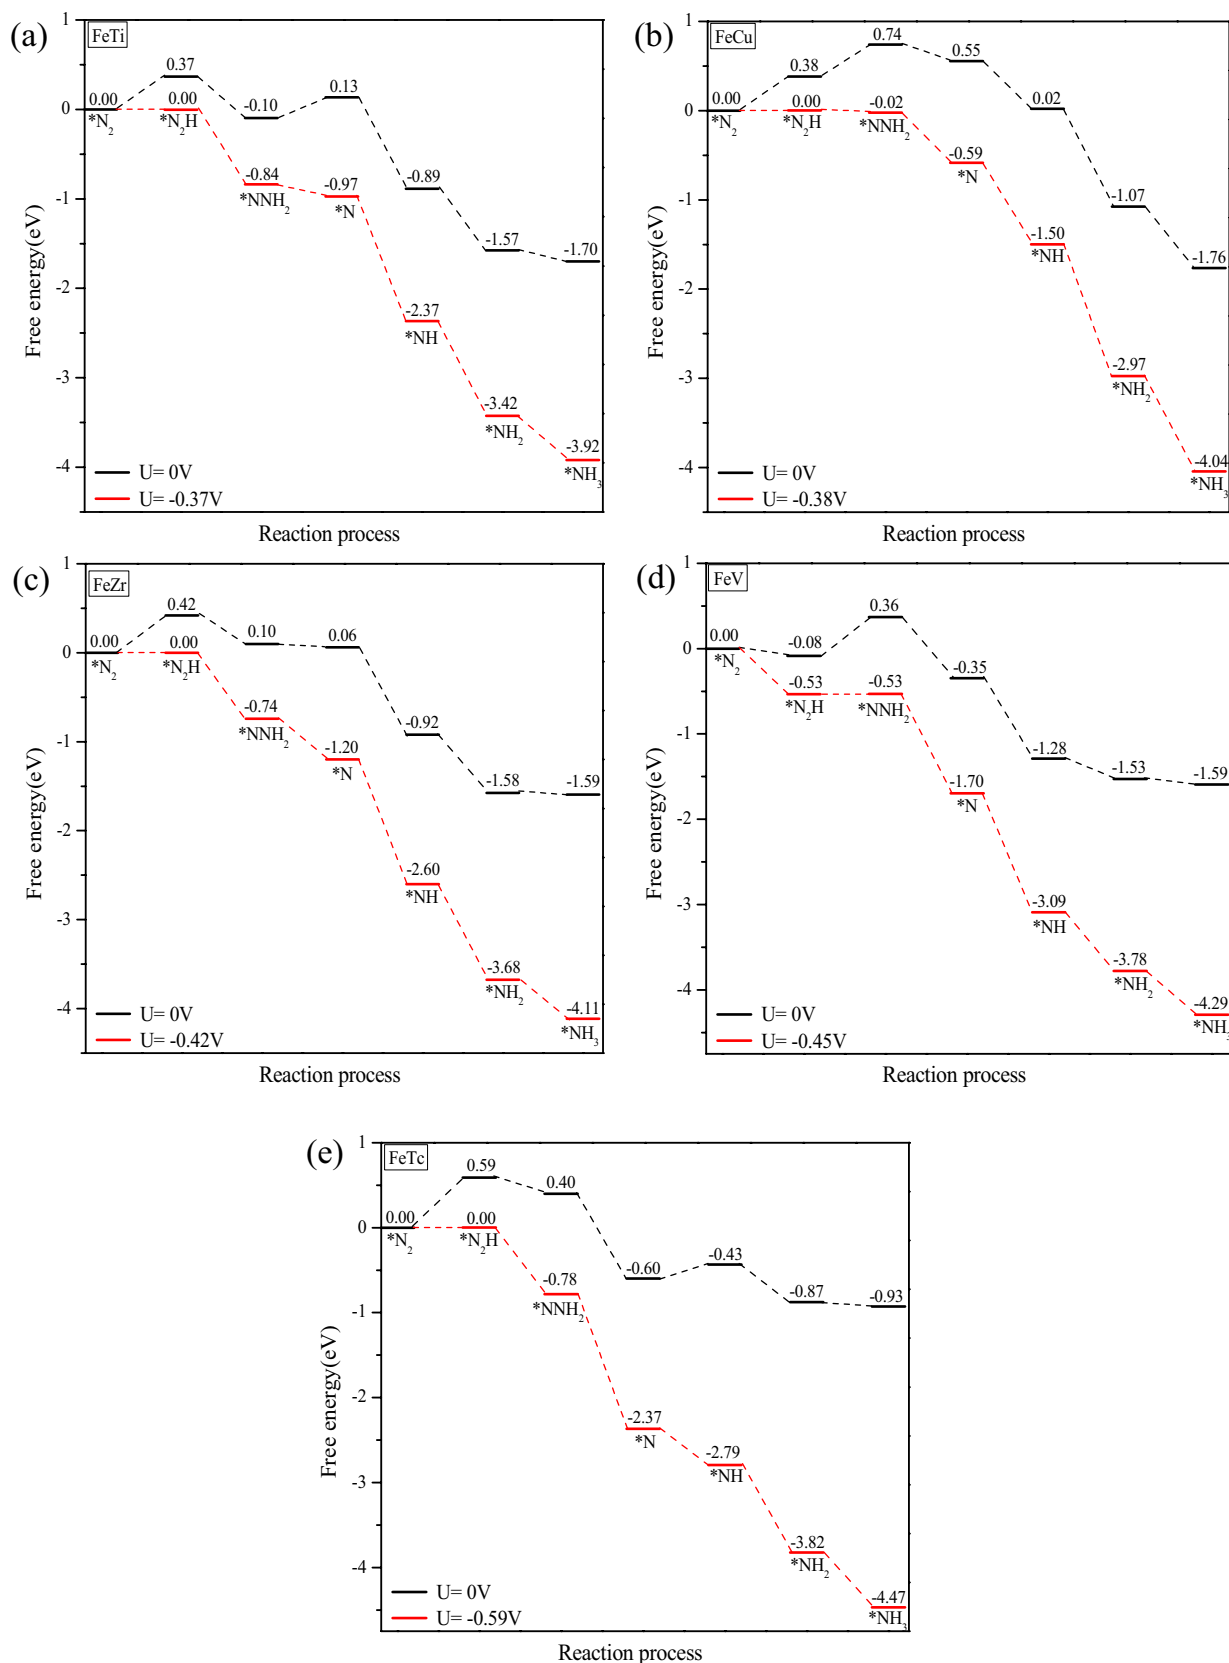 (a)
FeTi
1
0
-1
-2
-3
-4
Free energy(eV)
0.00
0.37
-0.10
0.13
-0.89
-1.57
-1.70
0.00
-0.84
-0.97
-2.37
-3.42
-3.92
*N₂
*N₂H
*NNH₂
*N
*NH
*NH₂
*NH₃
U= 0V
U= -0.37V
Reaction process
(b)
FeCu
1
0
-1
-2
-3
-4
Free energy(eV)
0.00
0.38
0.74
0.55
0.02
-1.07
-1.76
0.00
-0.02
-0.59
-1.50
-2.97
-4.04
*N₂
*N₂H
*NNH₂
*N
*NH
*NH₂
*NH₃
U= 0V
U= -0.38V
Reaction process
(c)
FeZr
1
0
-1
-2
-3
-4
Free energy(eV)
0.00
0.42
0.10
0.06
-0.92
-1.58
-1.59
0.00
-0.74
-1.20
-2.60
-3.68
-4.11
*N₂
*N₂H
*NNH₂
*N
*NH
*NH₂
*NH₃
U= 0V
U= -0.42V
Reaction process
(d)
FeV
1
0
-1
-2
-3
-4
Free energy(eV)
0.00
-0.08
0.36
-0.35
-1.28
-1.53
-1.59
-0.53
-0.53
-1.70
-3.09
-3.78
-4.29
*N₂
*N₂H
*NNH₂
*N
*NH
*NH₂
*NH₃
U= 0V
U= -0.45V
Reaction process
(e)
FeTc
1
0
-1
-2
-3
-4
Free energy(eV)
0.00
0.59
0.40
-0.60
-0.43
-0.87
-0.93
0.00
-0.78
-2.37
-2.79
-3.82
-4.47
*N₂
*N₂H
*NNH₂
*N
*NH
*NH₂
*NH₃
U= 0V
U= -0.59V
Reaction process